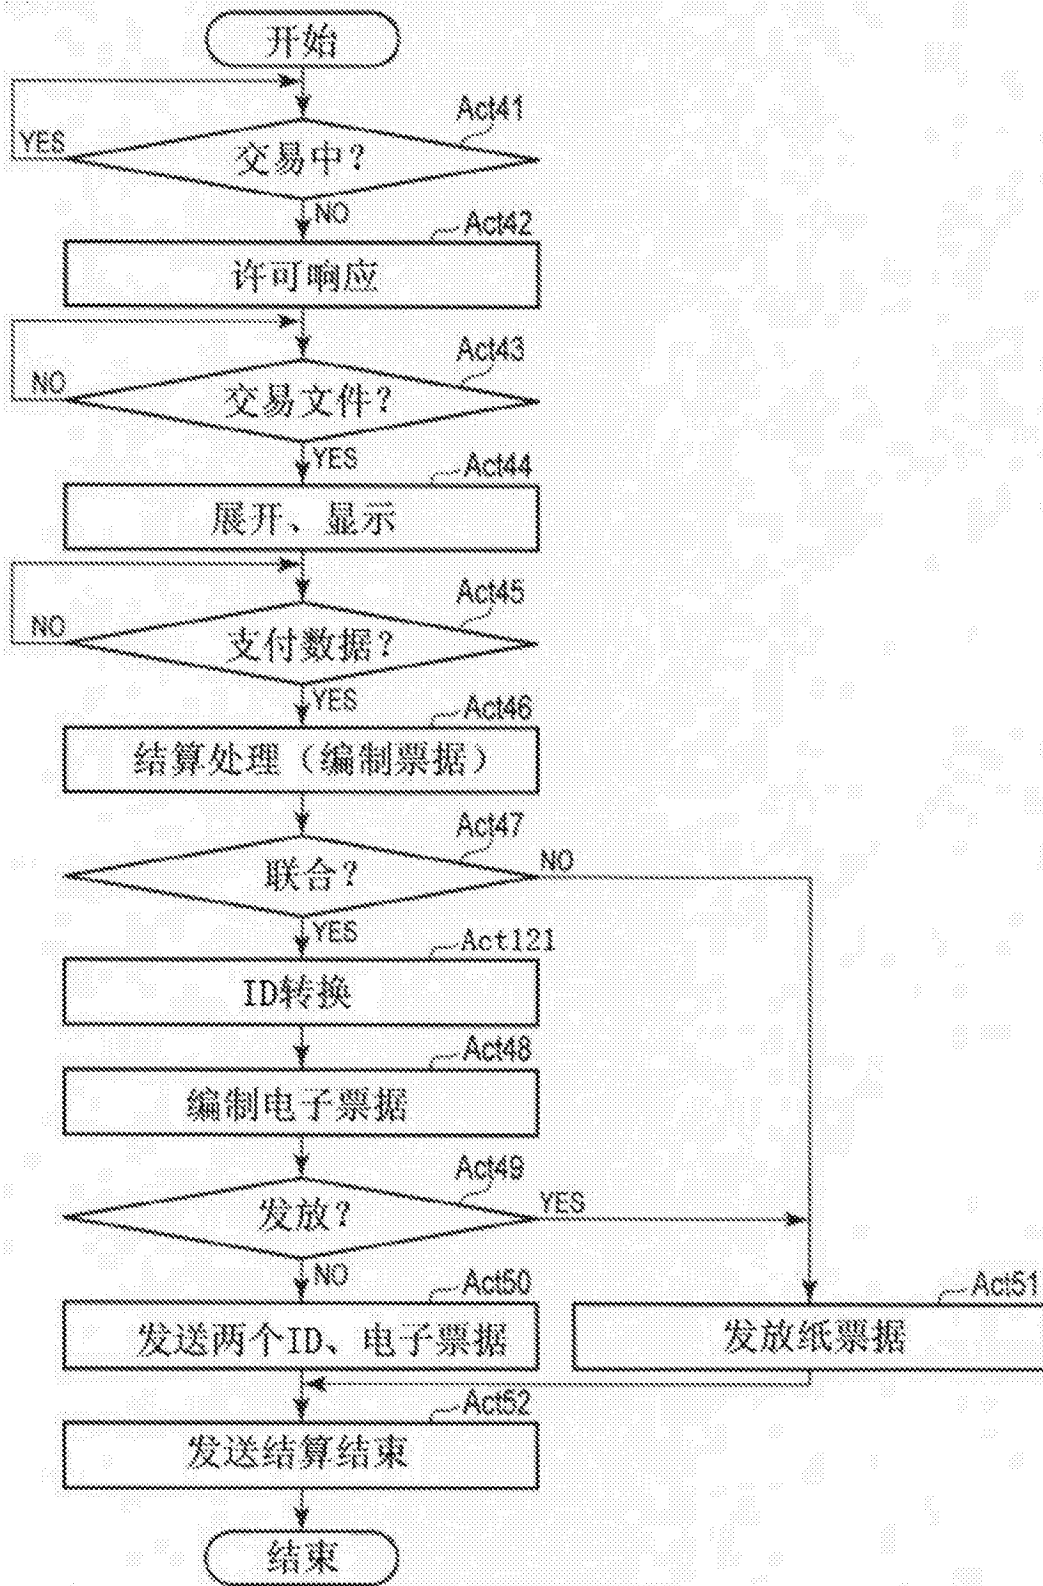 开始
Act41
交易中?
YES
NO
Act42
许可响应
Act43
交易文件?
NO
YES
Act44
展开、显示
Act45
支付数据?
NO
YES
Act46
结算处理（编制票据）
Act47
联合?
NO
YES
Act121
ID转换
Act48
编制电子票据
Act49
发放?
YES
NO
Act50
发送两个ID、电子票据
Act51
发放纸票据
Act52
发送结算结束
结束